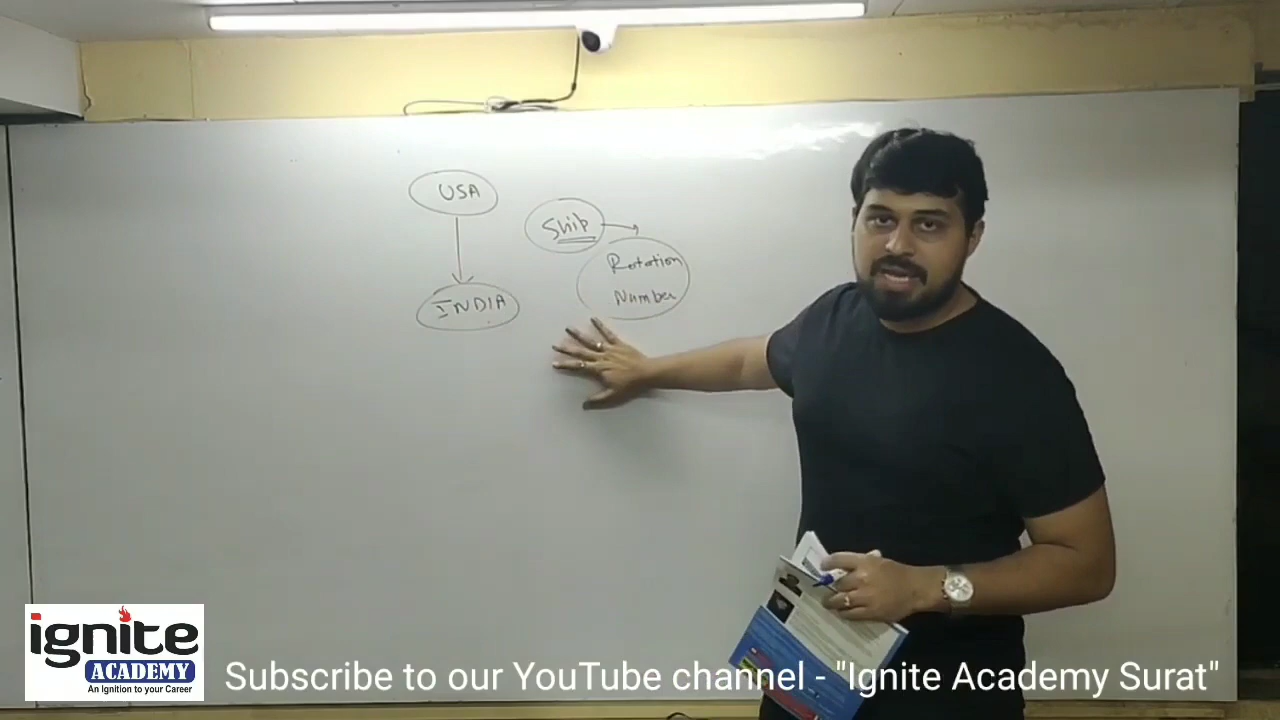 USA
Ship
Rotation
Number
INDIA
ignite
ACADEMY
An Ignition to your Career
Subscribe to our YouTube channel - "Ignite Academy Surat"